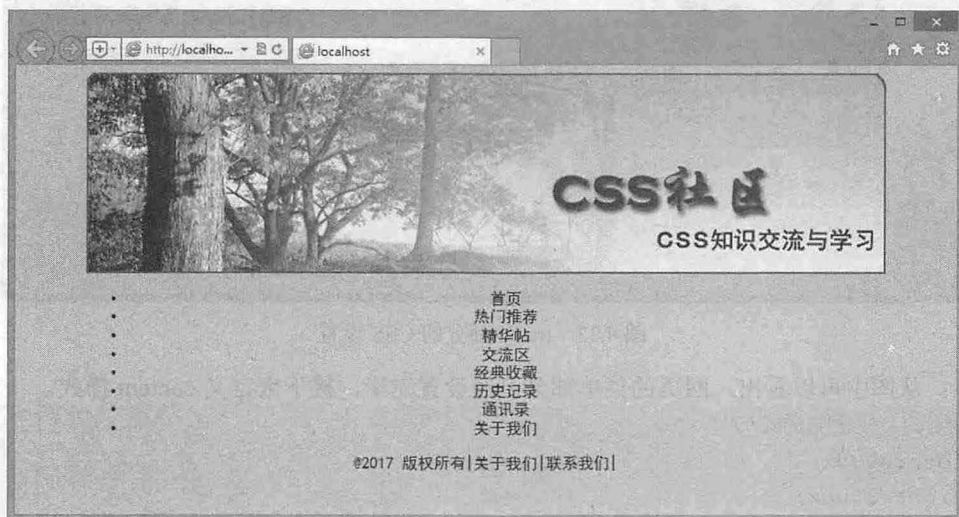 http://localho...
localhost
CSS社区
CSS知识交流与学习
首页
热门推荐
精华帖
交流区
经典收藏
历史记录
通讯录
关于我们
@2017 版权所有|关于我们|联系我们|